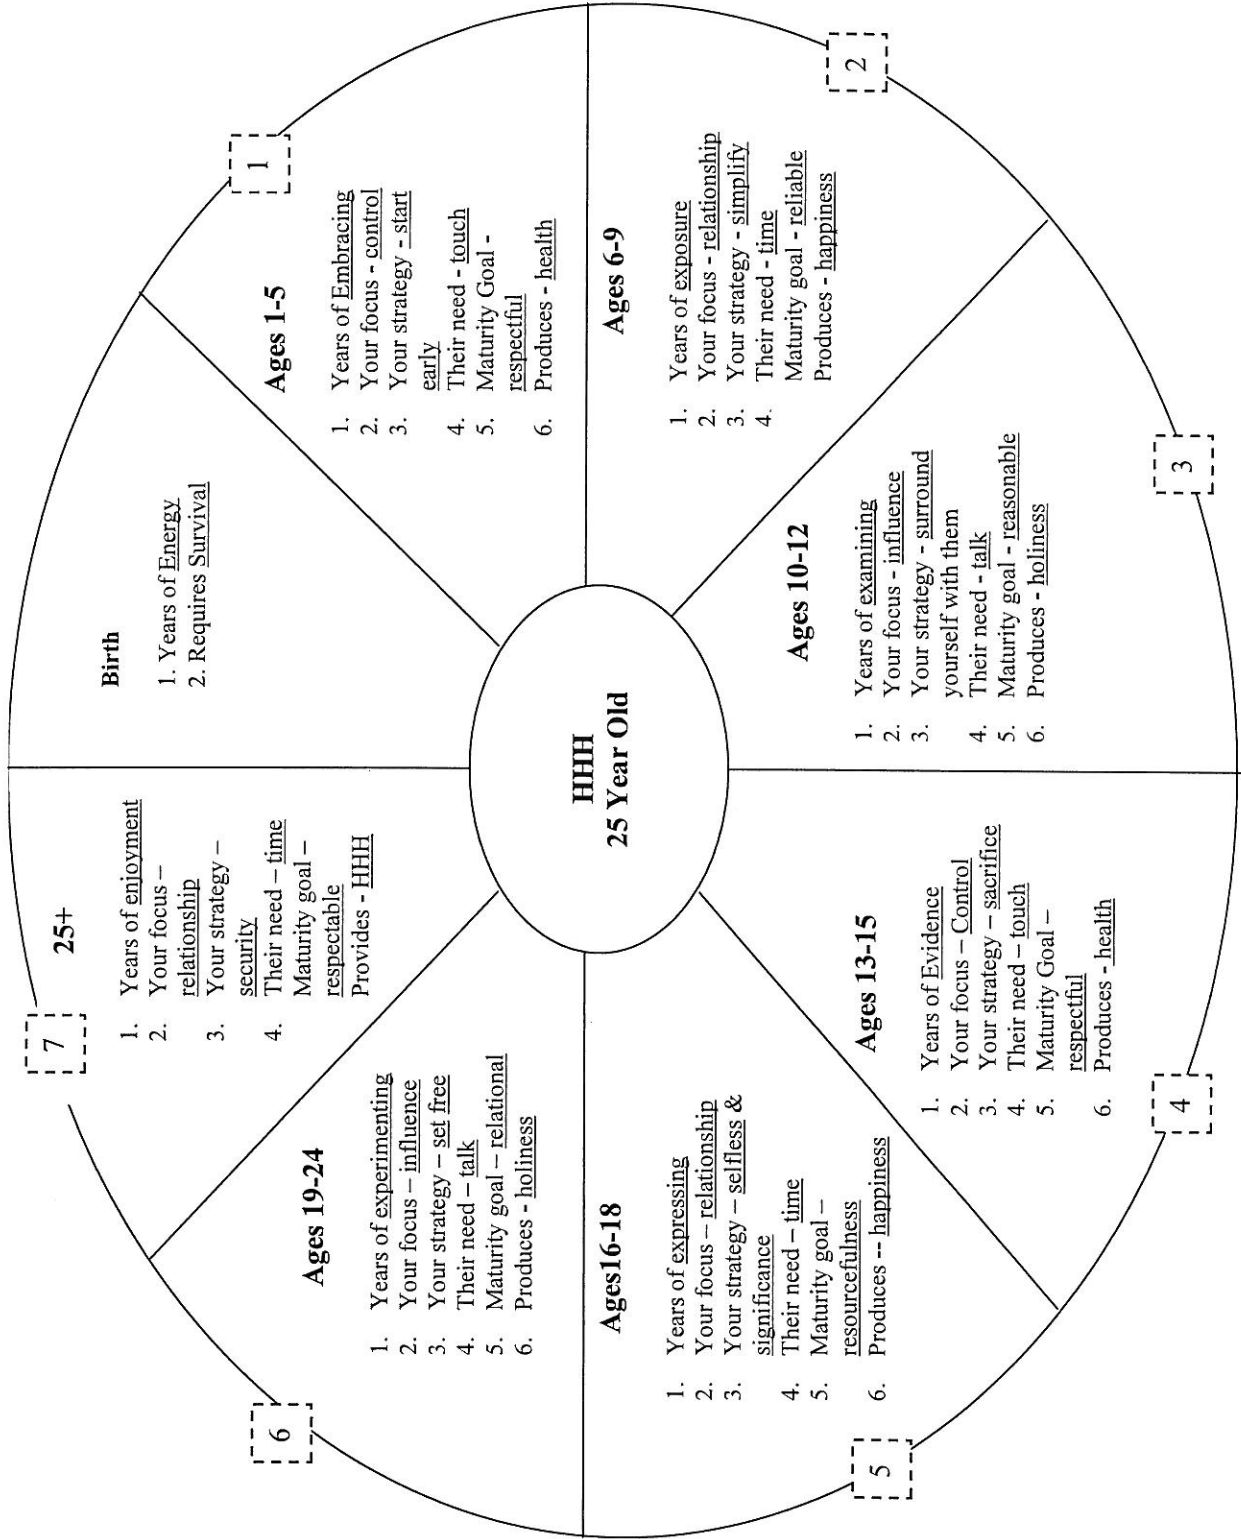 Birth
1. Years of Energy
2. Requires Survival
1
Ages 1-5
1. Years of Embracing
2. Your focus - control
3. Your strategy - start
early
4. Their need - touch
5. Maturity Goal -
respectful
6. Produces - health
2
Ages 6-9
1. Years of exposure
2. Your focus - relationship
3. Your strategy - simplify
4. Their need - time
Maturity goal - reliable
Produces - happiness
3
Ages 10-12
1. Years of examining
2. Your focus - influence
3. Your strategy - surround
yourself with them
4. Their need - talk
5. Maturity goal - reasonable
6. Produces - holiness
4
Ages 13-15
1. Years of Evidence
2. Your focus – Control
3. Your strategy – sacrifice
4. Their need – touch
5. Maturity Goal –
respectful
6. Produces - health
5
Ages16-18
1. Years of expressing
2. Your focus – relationship
3. Your strategy – selfless &
significance
4. Their need – time
5. Maturity goal –
resourcefulness
6. Produces -- happiness
6
Ages 19-24
1. Years of experimenting
2. Your focus – influence
3. Your strategy – set free
4. Their need – talk
5. Maturity goal – relational
6. Produces - holiness
7
25+
1. Years of enjoyment
2. Your focus –
relationship
3. Your strategy –
security
4. Their need – time
Maturity goal –
respectable
Provides - HHH
HHH
25 Year Old